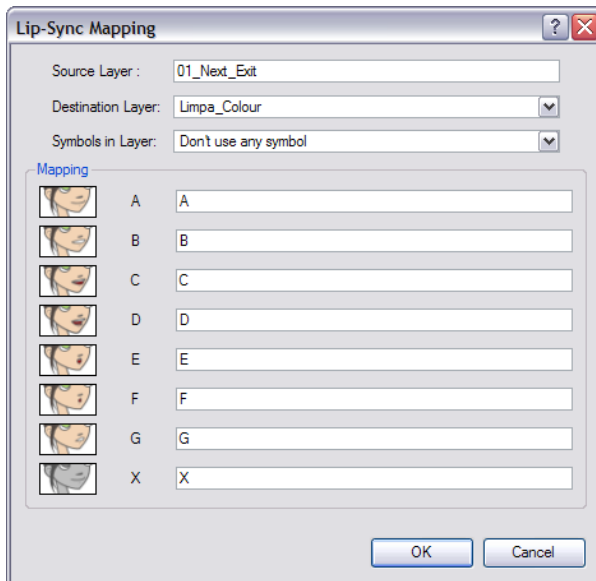 Lip-Sync Mapping
Source Layer : 01_Next_Exit
Destination Layer: Limpa_Colour
Symbols in Layer: Don't use any symbol
Mapping
A A
B B
C C
D D
E E
F F
G G
X X
OK Cancel